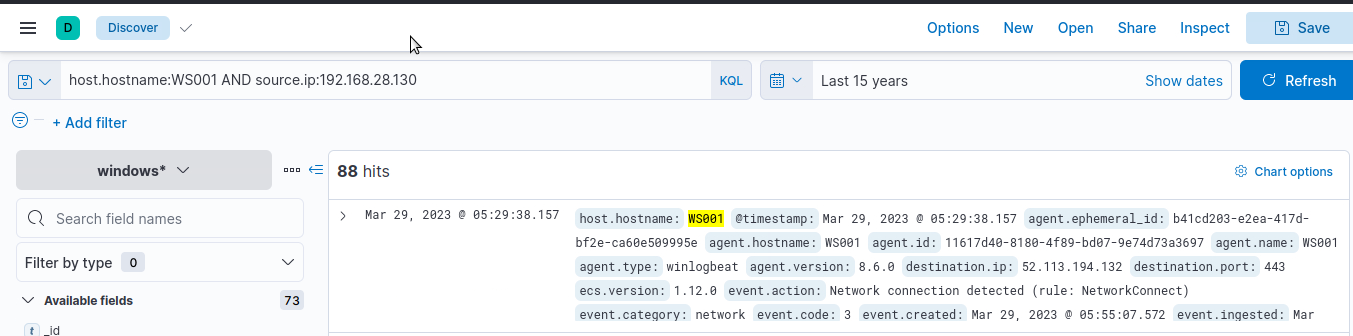 D Discover Options New Open Share Inspect Save
host.hostname:WS001 AND source.ip:192.168.28.130 KQL Last 15 years Show dates Refresh
+ Add filter
windows* 88 hits Chart options
Search field names
Filter by type 0
Available fields 73
t _id
Mar 29, 2023 @ 05:29:38.157 host.hostname: WS001 @timestamp: Mar 29, 2023 @ 05:29:38.157 agent.ephemeral_id: b41cd203-e2ea-417d-
bf2e-ca60e509995e agent.hostname: WS001 agent.id: 11617d40-8180-4f89-bd07-9e74d73a3697 agent.name: WS001
agent.type: winlogbeat agent.version: 8.6.0 destination.ip: 52.113.194.132 destination.port: 443
ecs.version: 1.12.0 event.action: Network connection detected (rule: NetworkConnect)
event.category: network event.code: 3 event.created: Mar 29, 2023 @ 05:55:07.572 event.ingested: Mar